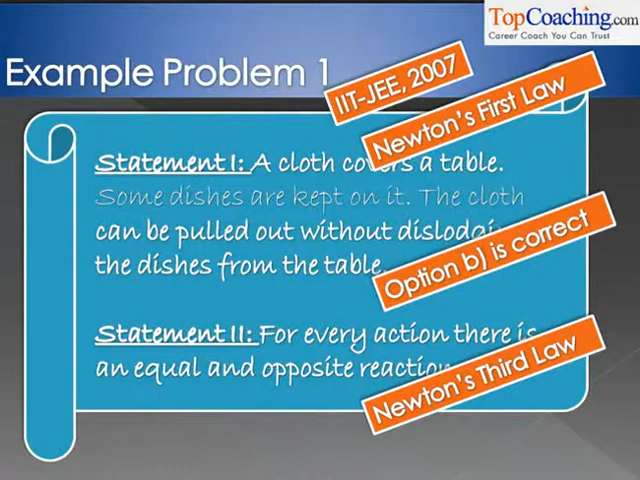 TopCoaching.com
Career Coach You Can Trust
Example Problem 1
IIT-JEE, 2007
Newton's First Law
Statement I: A cloth covers a table.
Some dishes are kept on it. The cloth
can be pulled out without dislodging
the dishes from the table.
Option b) is correct
Statement II: For every action there is
an equal and opposite reaction
Newton's Third Law